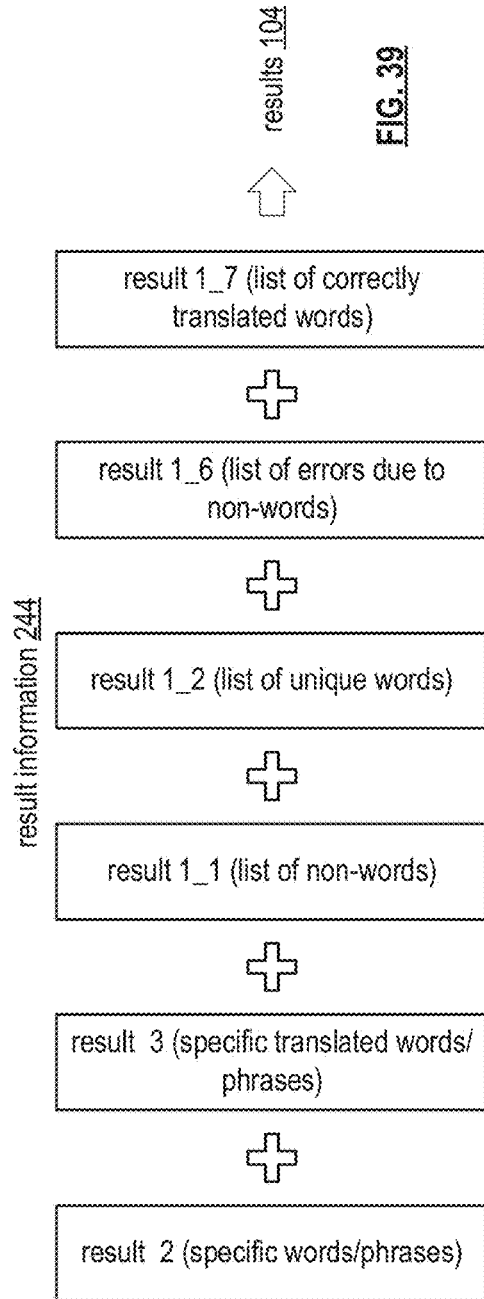 results 104
FIG. 39
result 1_7 (list of correctly
translated words)
result 1_6 (list of errors due to
non-words)
result information 244
result 1_2 (list of unique words)
result 1_1 (list of non-words)
result 3 (specific translated words/
phrases)
result 2 (specific words/phrases)